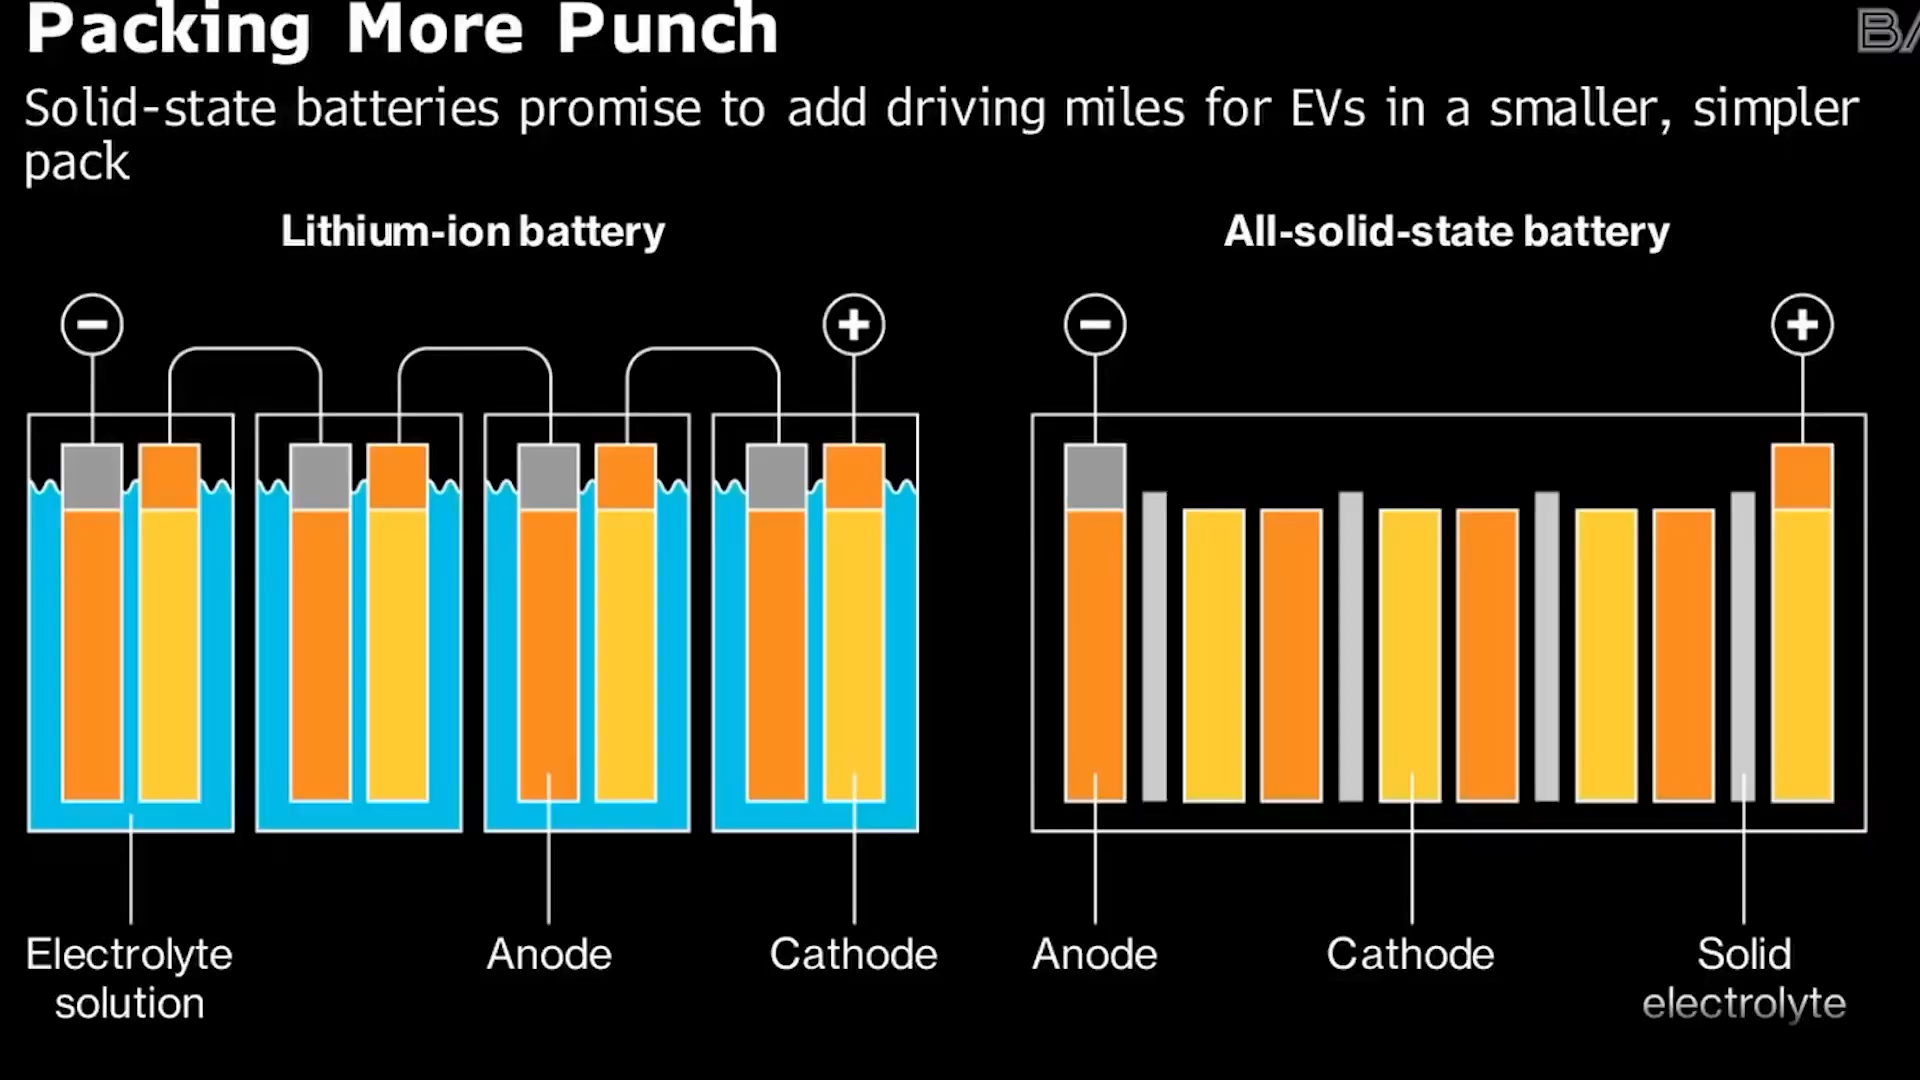 Packing More Punch
Solid-state batteries promise to add driving miles for EVs in a smaller, simpler
pack
Lithium-ion battery
All-solid-state battery
− + − +
Electrolyte
solution
Anode
Cathode
Anode
Cathode
Solid
electrolyte